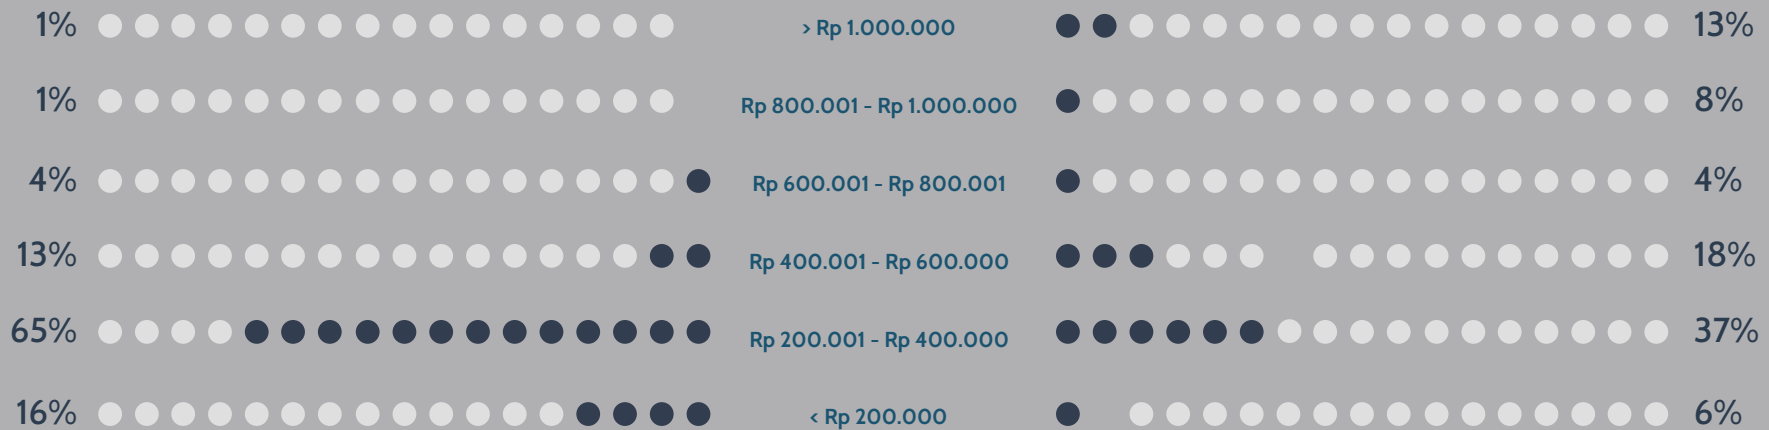 1% > Rp 1.000.000 13%
1% Rp 800.001 - Rp 1.000.000 8%
4% Rp 600.001 - Rp 800.001 4%
13% Rp 400.001 - Rp 600.000 18%
65% Rp 200.001 - Rp 400.000 37%
16% < Rp 200.000 6%